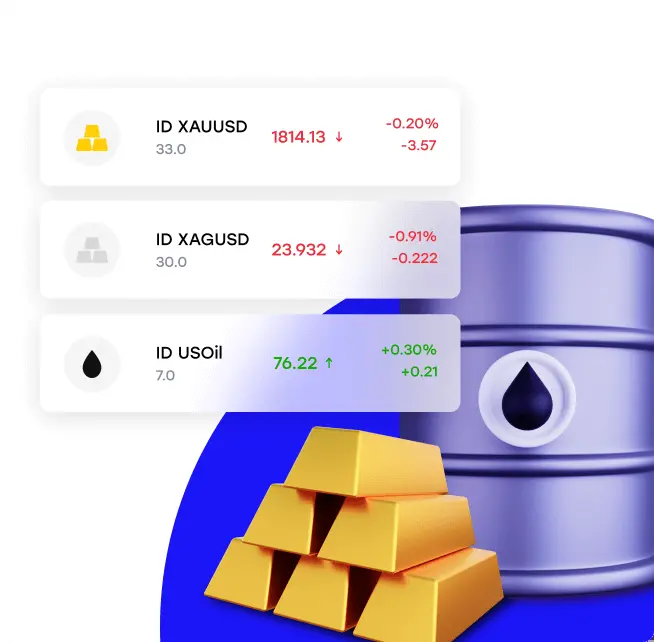 ID XAUUSD 1814.13 ↓ -0.20%
33.0 -3.57
ID XAGUSD 23.932 ↓ -0.91%
30.0 -0.222
ID USOil 76.22 ↑ +0.30%
7.0 +0.21